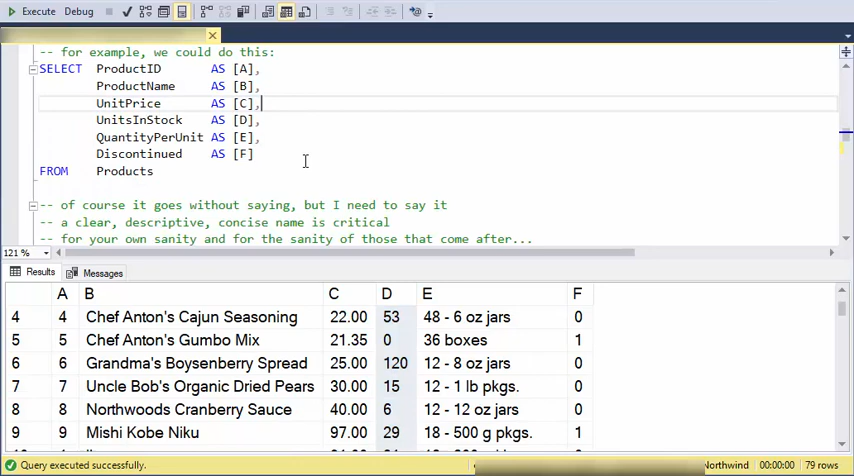 Execute Debug
-- for example, we could do this:
SELECT ProductID AS [A],
ProductName AS [B],
UnitPrice AS [C],
UnitsInStock AS [D],
QuantityPerUnit AS [E],
Discontinued AS [F]
FROM Products
-- of course it goes without saying, but I need to say it
-- a clear, descriptive, concise name is critical
-- for your own sanity and for the sanity of those that come after...
121 %
Results Messages
A B C D E F
4 4 Chef Anton's Cajun Seasoning 22.00 53 48 - 6 oz jars 0
5 5 Chef Anton's Gumbo Mix 21.35 0 36 boxes 1
6 6 Grandma's Boysenberry Spread 25.00 120 12 - 8 oz jars 0
7 7 Uncle Bob's Organic Dried Pears 30.00 15 12 - 1 lb pkgs. 0
8 8 Northwoods Cranberry Sauce 40.00 6 12 - 12 oz jars 0
9 9 Mishi Kobe Niku 97.00 29 18 - 500 g pkgs. 1
Query executed successfully. Northwind 00:00:00 79 rows